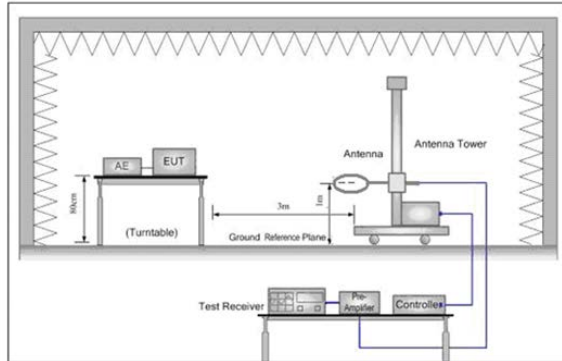 Antenna Tower
Antenna
AE
EUT
80cm
3m
1m
(Turntable)
Ground Reference Plane
Test Receiver
Pre-
Amplifier
Controller